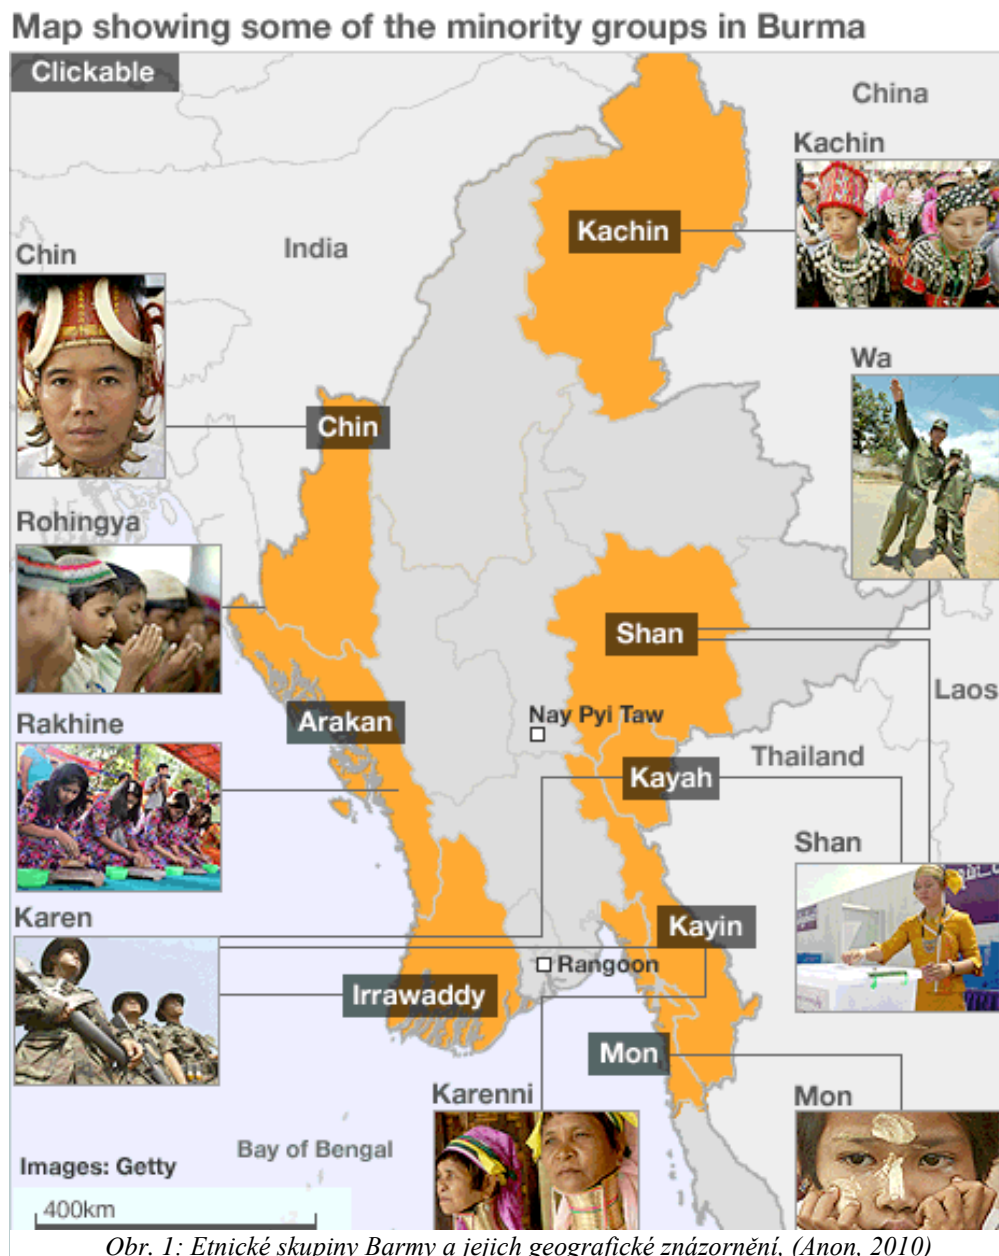 Map showing some of the minority groups in Burma
Clickable
China
Kachin
Kachin
India
Chin
Wa
Chin
Rohingya
Shan
Laos
Rakhine
Arakan
Nay Pyi Taw
Thailand
Kayah
Shan
Karen
Kayin
Rangoon
Irrawaddy
Mon
Karenni
Mon
Bay of Bengal
Images: Getty
400km
Obr. 1: Etnické skupiny Barmy a jejich geografické znázornění, (Anon, 2010)